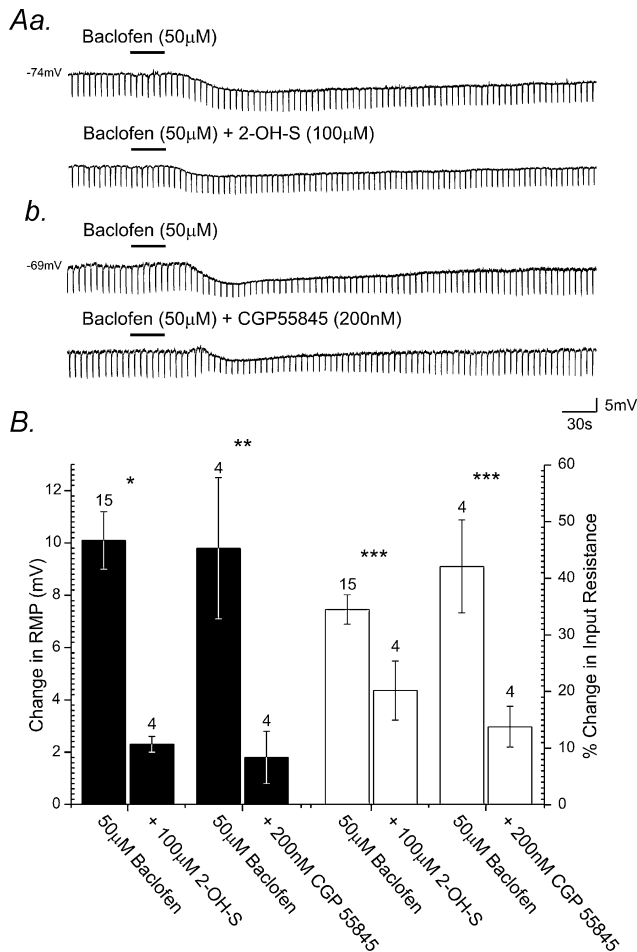 Aa.
Baclofen (50µM)
-74mV
Baclofen (50µM) + 2-OH-S (100µM)
b.
Baclofen (50µM)
-69mV
Baclofen (50µM) + CGP55845 (200nM)
5mV
30s
B.
Change in RMP (mV)
12
10
8
6
4
2
0
15
*
4
4
**
4
15
***
4
4
***
4
60
50
40
30
20
10
0
% Change in Input Resistance
50µM Baclofen
+ 100µM 2-OH-S
50µM Baclofen
+ 200nM CGP 55845
50µM Baclofen
+ 100µM 2-OH-S
50µM Baclofen
+ 200nM CGP 55845